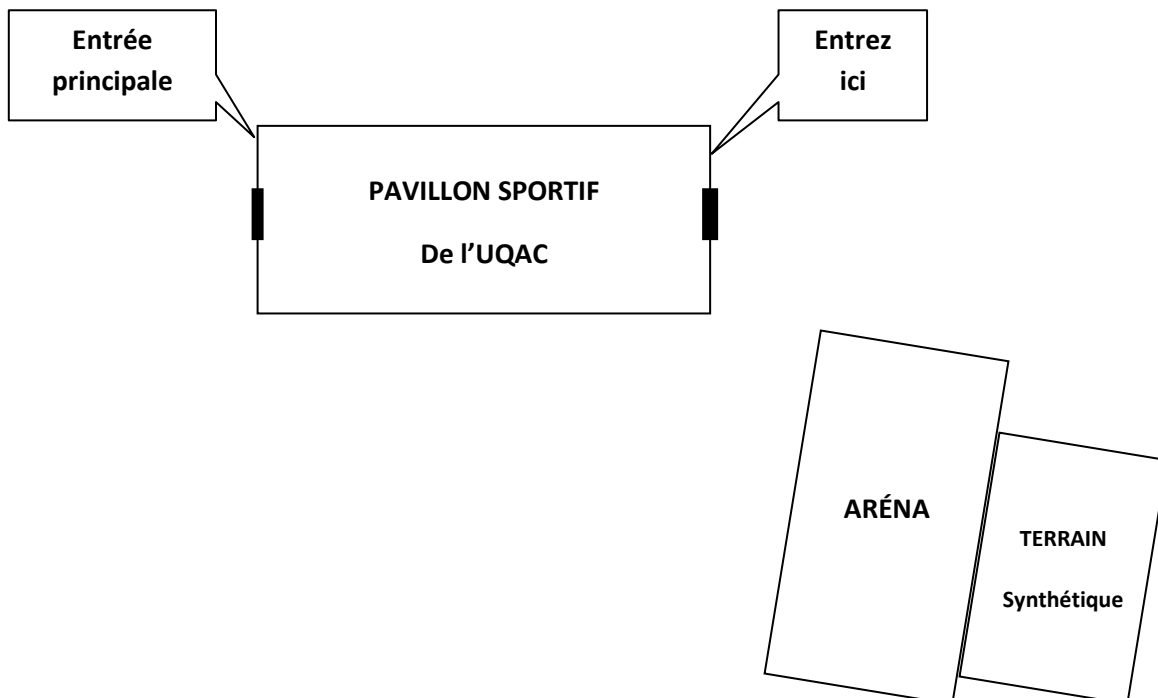 Entrée
principale
Entrez
ici
PAVILLON SPORTIF
De l’UQAC
ARÉNA
TERRAIN
Synthétique